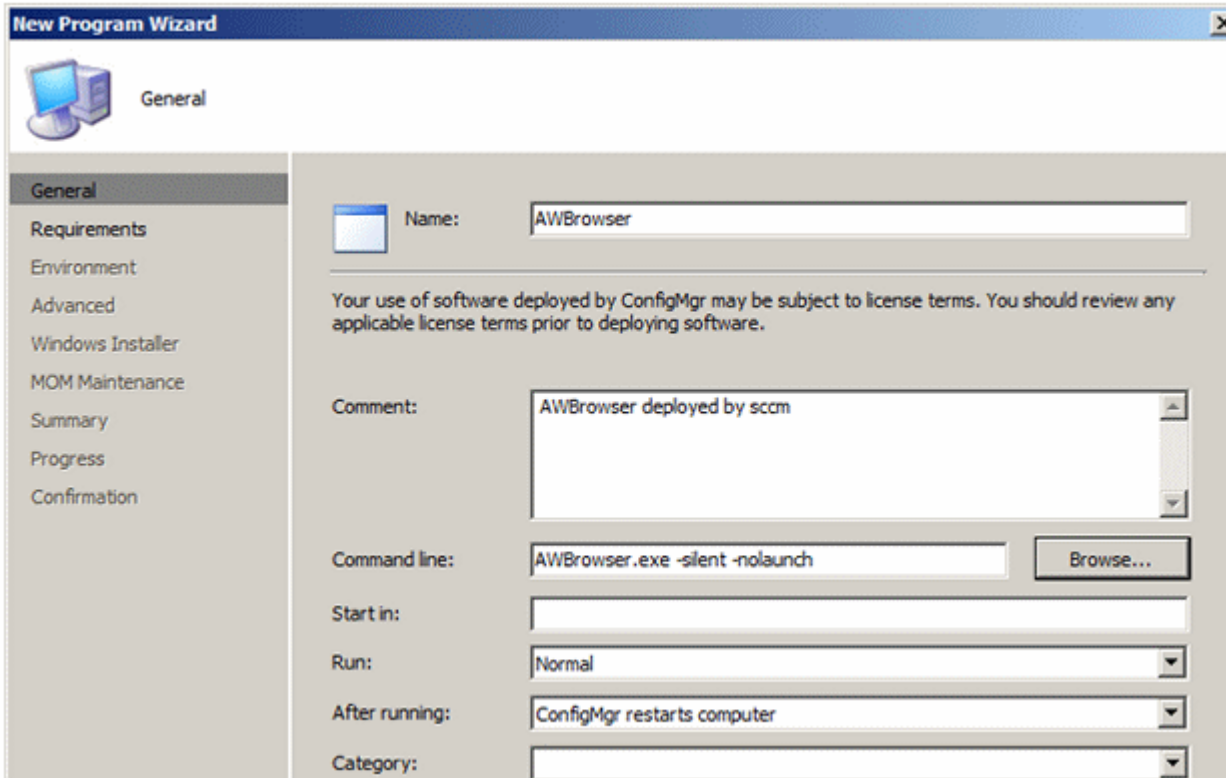 New Program Wizard
General
General
Requirements
Environment
Advanced
Windows Installer
MOM Maintenance
Summary
Progress
Confirmation
Name: AWBrowser
Your use of software deployed by ConfigMgr may be subject to license terms. You should review any
applicable license terms prior to deploying software.
Comment: AWBrowser deployed by sccm
Command line: AWBrowser.exe -silent -nolaunch Browse...
Start in:
Run: Normal
After running: ConfigMgr restarts computer
Category: